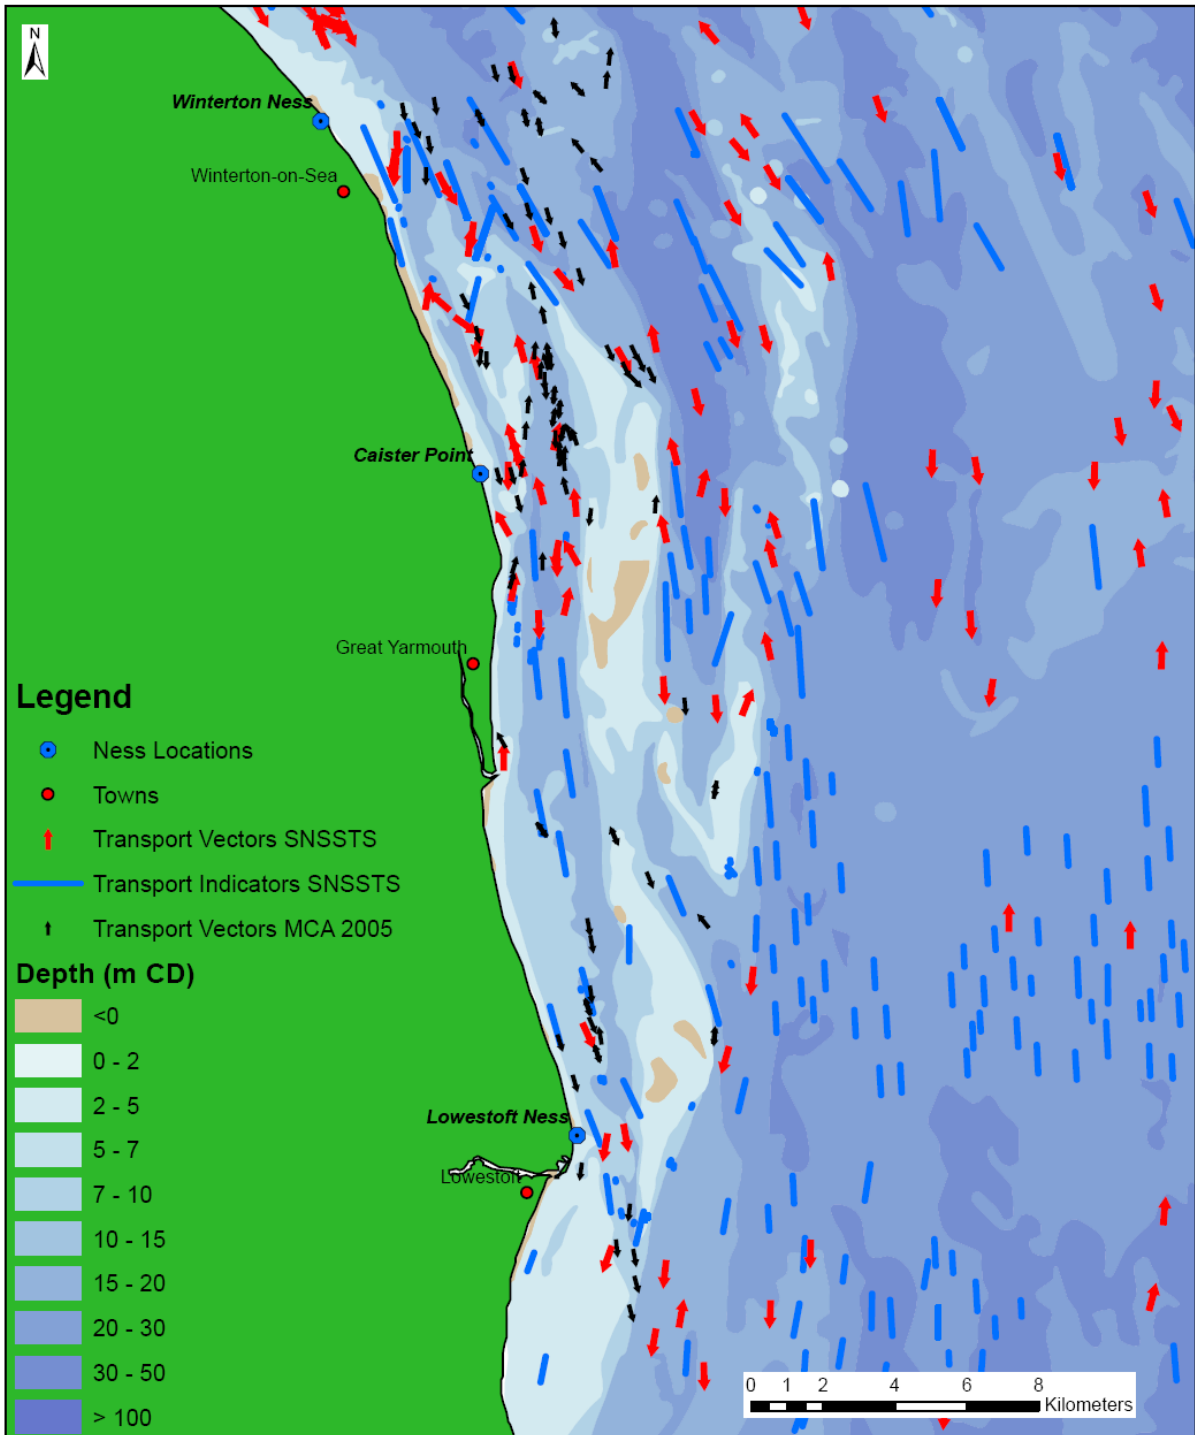 N
Winterton Ness
Winterton-on-Sea
Caister Point
Great Yarmouth
Legend
Ness Locations
Towns
Transport Vectors SNSSTS
Transport Indicators SNSSTS
Transport Vectors MCA 2005
Depth (m CD)
<0
0 - 2
2 - 5
5 - 7
7 - 10
10 - 15
15 - 20
20 - 30
30 - 50
> 100
Lowestoft Ness
Lowestoft
0 1 2 4 6 8
Kilometers